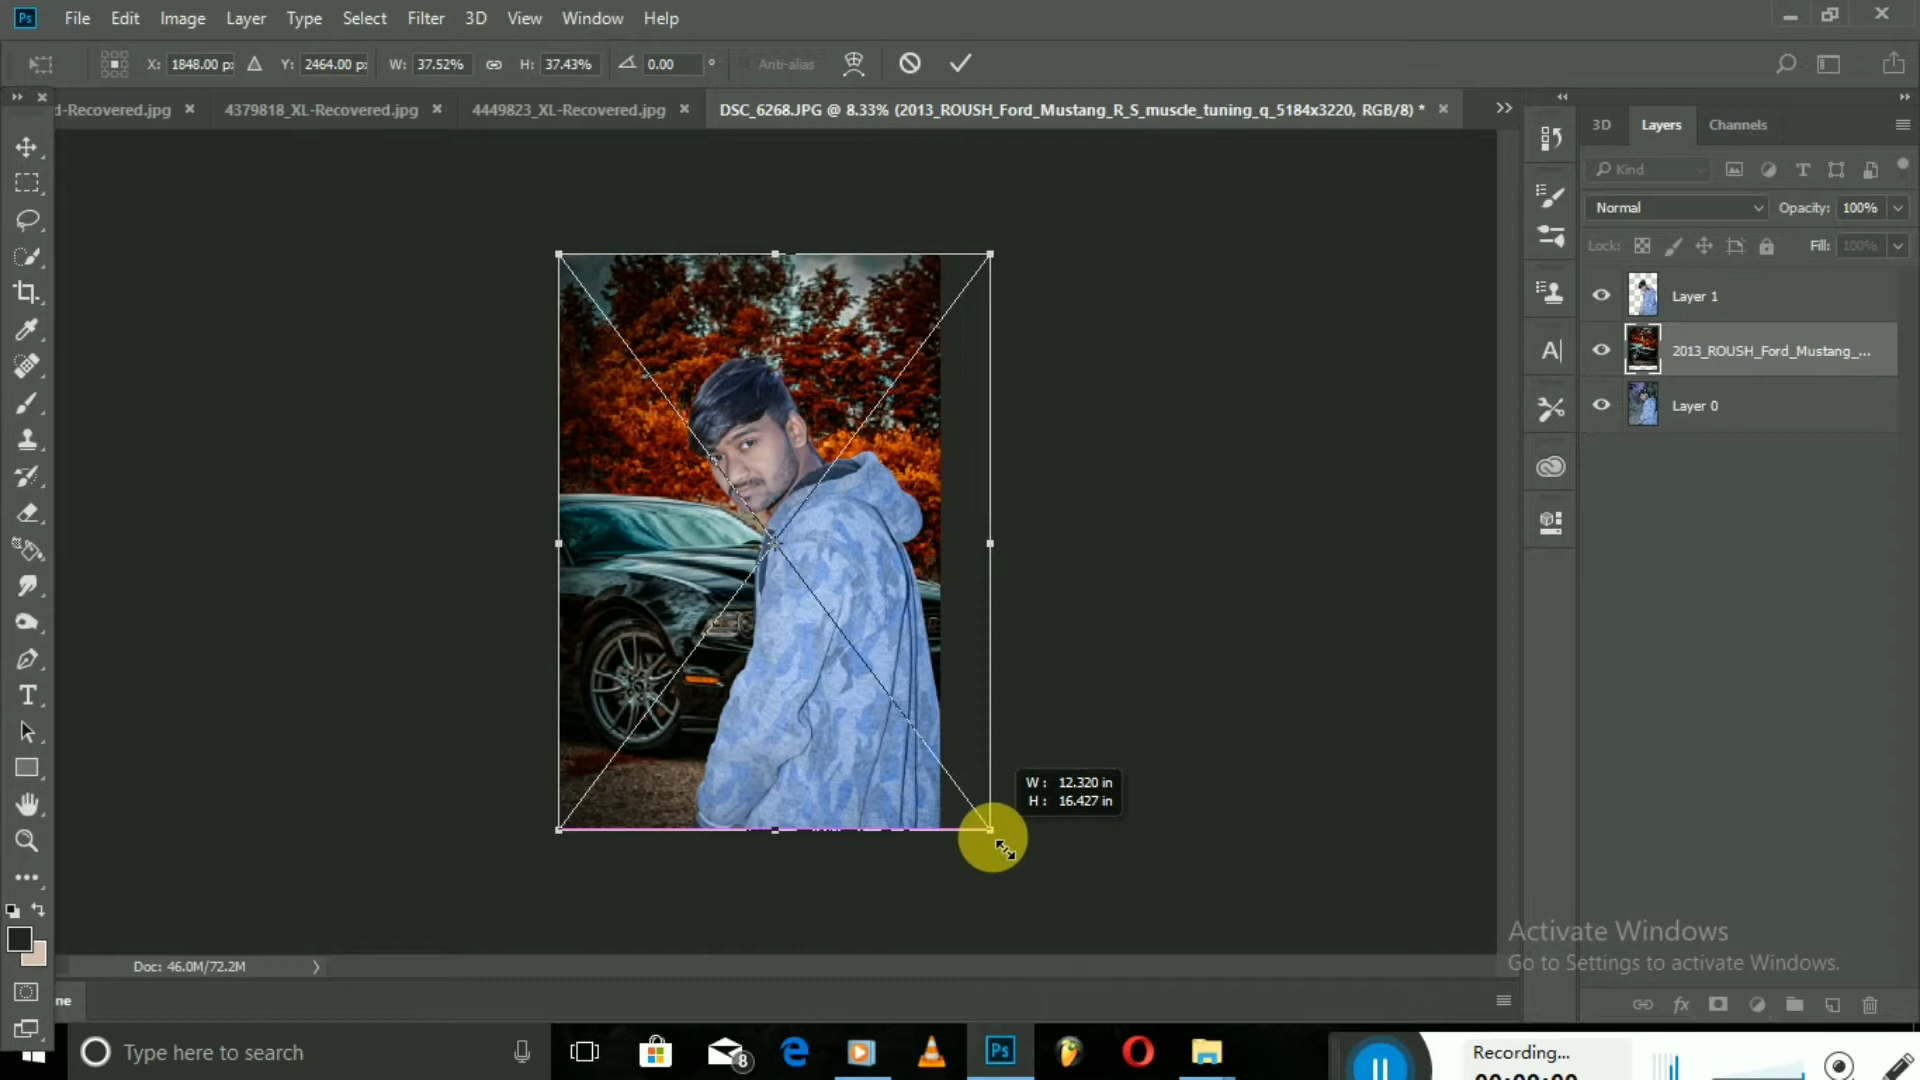 Ps File Edit Image Layer Type Select Filter 3D View Window Help
X: 1848.00 p Y: 2464.00 p W: 37.52% H: 37.43% 0.00 ° Anti-alias
d-Recovered.jpg × 4379818_XL-Recovered.jpg × 4449823_XL-Recovered.jpg × DSC_6268.JPG @ 8.33% (2013_ROUSH_Ford_Mustang_R_S_muscle_tuning_q_5184x3220, RGB/8) * ×
3D Layers Channels
Kind
Normal Opacity: 100%
Lock: Fill: 100%
Layer 1
2013_ROUSH_Ford_Mustang_...
Layer 0
W : 12.320 in
H : 16.427 in
Activate Windows
Go to Settings to activate Windows.
Doc: 46.0M/72.2M
ne
Type here to search
8
Ps
Recording...